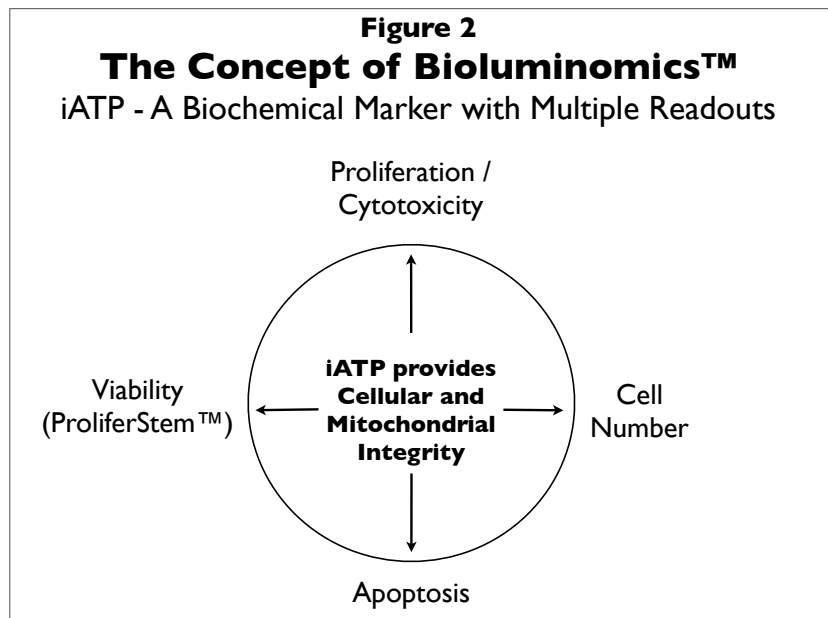 Figure 2
The Concept of Bioluminomics™
iATP - A Biochemical Marker with Multiple Readouts
Proliferation /
Cytotoxicity
Viability
(ProliferStem™)
iATP provides
Cellular and
Mitochondrial
Integrity
Cell
Number
Apoptosis